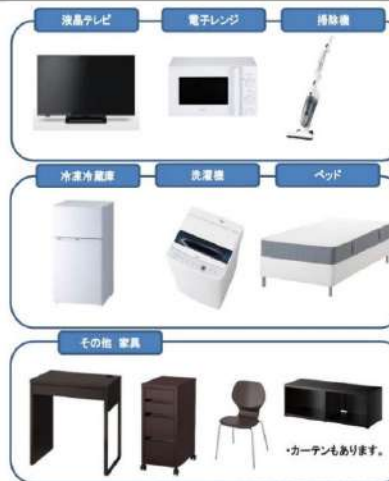 液晶テレビ
電子レンジ
掃除機
冷凍冷蔵庫
洗濯機
ベッド
その他 家具
・カーテンもあります。